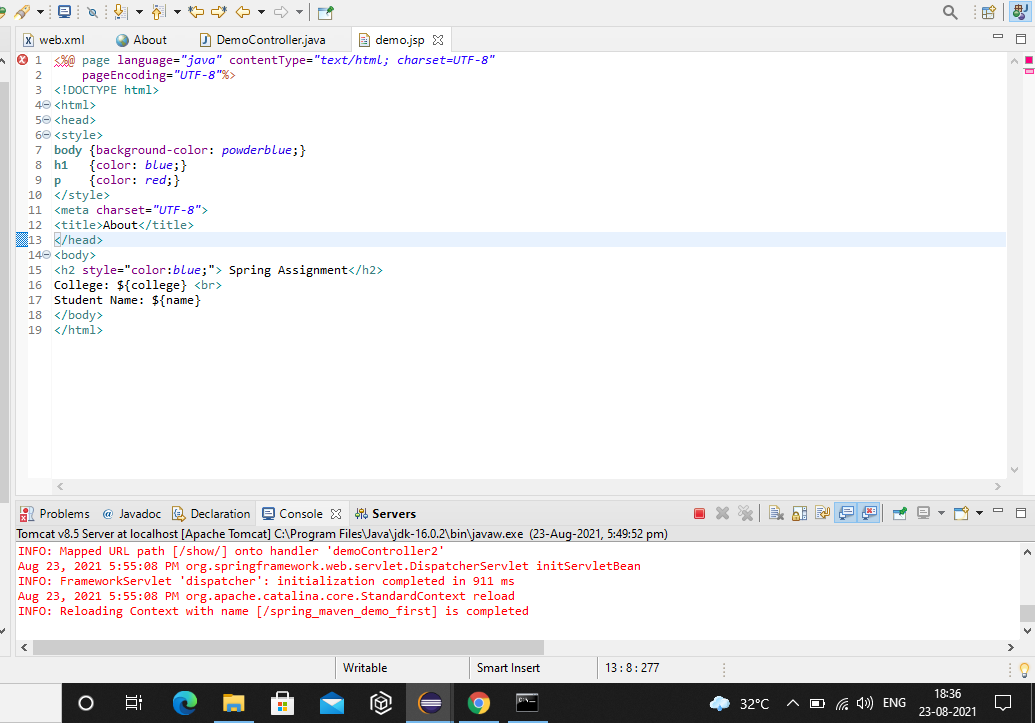 web.xml About DemoController.java demo.jsp
1 <%@ page language="java" contentType="text/html; charset=UTF-8"
2 pageEncoding="UTF-8"%>
3 <!DOCTYPE html>
4 <html>
5 <head>
6 <style>
7 body {background-color: powderblue;}
8 h1 {color: blue;}
9 p {color: red;}
10 </style>
11 <meta charset="UTF-8">
12 <title>About</title>
13 </head>
14 <body>
15 <h2 style="color:blue;"> Spring Assignment</h2>
16 College: ${college} <br>
17 Student Name: ${name}
18 </body>
19 </html>
Problems @ Javadoc Declaration Console Servers
Tomcat v8.5 Server at localhost [Apache Tomcat] C:\Program Files\Java\jdk-16.0.2\bin\javaw.exe (23-Aug-2021, 5:49:52 pm)
INFO: Mapped URL path [/show/] onto handler 'demoController2'
Aug 23, 2021 5:55:08 PM org.springframework.web.servlet.DispatcherServlet initServletBean
INFO: FrameworkServlet 'dispatcher': initialization completed in 911 ms
Aug 23, 2021 5:55:08 PM org.apache.catalina.core.StandardContext reload
INFO: Reloading Context with name [/spring_maven_demo_first] is completed
Writable Smart Insert 13 : 8 : 277
32°C ENG 18:36
23-08-2021